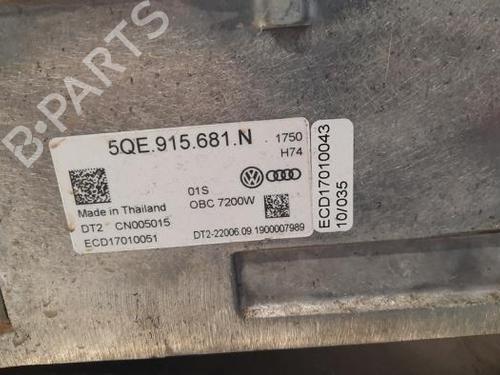 B-PARTS
5QE.915.681.N
1750
H74
01S
OBC 7200W
Made in Thailand
DT2 CN005015
ECD17010051
DT2-22006.09 1900007989
ECD17010043
10/035